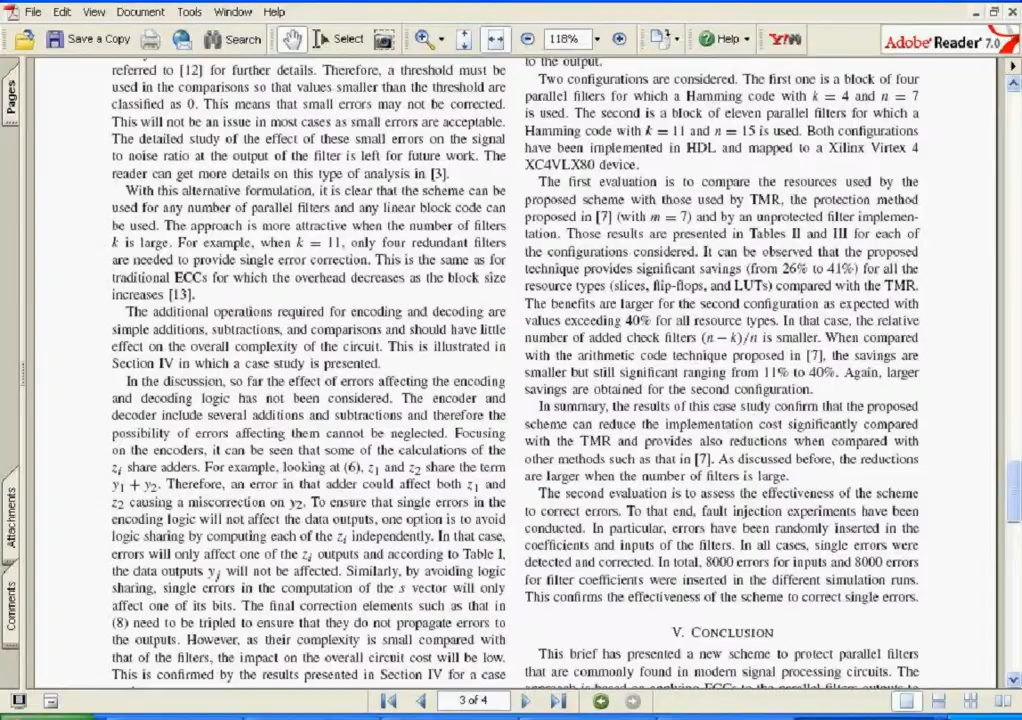 File Edit View Document Tools Window Help
Save a Copy Search Select 118% Help Y! Adobe® Reader® 7.0
Pages
Attachments
Comments
referred to [12] for further details. Therefore, a threshold must be
used in the comparisons so that values smaller than the threshold are
classified as 0. This means that small errors may not be corrected.
This will not be an issue in most cases as small errors are acceptable.
The detailed study of the effect of these small errors on the signal
to noise ratio at the output of the filter is left for future work. The
reader can get more details on this type of analysis in [3].
With this alternative formulation, it is clear that the scheme can be
used for any number of parallel filters and any linear block code can
be used. The approach is more attractive when the number of filters
k is large. For example, when k = 11, only four redundant filters
are needed to provide single error correction. This is the same as for
traditional ECCs for which the overhead decreases as the block size
increases [13].
The additional operations required for encoding and decoding are
simple additions, subtractions, and comparisons and should have little
effect on the overall complexity of the circuit. This is illustrated in
Section IV in which a case study is presented.
In the discussion, so far the effect of errors affecting the encoding
and decoding logic has not been considered. The encoder and
decoder include several additions and subtractions and therefore the
possibility of errors affecting them cannot be neglected. Focusing
on the encoders, it can be seen that some of the calculations of the
zi share adders. For example, looking at (6), z1 and z2 share the term
y1 + y2. Therefore, an error in that adder could affect both z1 and
z2 causing a miscorrection on y2. To ensure that single errors in the
encoding logic will not affect the data outputs, one option is to avoid
logic sharing by computing each of the zi independently. In that case,
errors will only affect one of the zi outputs and according to Table I,
the data outputs yj will not be affected. Similarly, by avoiding logic
sharing, single errors in the computation of the s vector will only
affect one of its bits. The final correction elements such as that in
(8) need to be tripled to ensure that they do not propagate errors to
the outputs. However, as their complexity is small compared with
that of the filters, the impact on the overall circuit cost will be low.
This is confirmed by the results presented in Section IV for a case
to the output.
Two configurations are considered. The first one is a block of four
parallel filters for which a Hamming code with k = 4 and n = 7
is used. The second is a block of eleven parallel filters for which a
Hamming code with k = 11 and n = 15 is used. Both configurations
have been implemented in HDL and mapped to a Xilinx Virtex 4
XC4VLX80 device.
The first evaluation is to compare the resources used by the
proposed scheme with those used by TMR, the protection method
proposed in [7] (with m = 7) and by an unprotected filter implemen-
tation. Those results are presented in Tables II and III for each of
the configurations considered. It can be observed that the proposed
technique provides significant savings (from 26% to 41%) for all the
resource types (slices, flip-flops, and LUTs) compared with the TMR.
The benefits are larger for the second configuration as expected with
values exceeding 40% for all resource types. In that case, the relative
number of added check filters (n − k)/n is smaller. When compared
with the arithmetic code technique proposed in [7], the savings are
smaller but still significant ranging from 11% to 40%. Again, larger
savings are obtained for the second configuration.
In summary, the results of this case study confirm that the proposed
scheme can reduce the implementation cost significantly compared
with the TMR and provides also reductions when compared with
other methods such as that in [7]. As discussed before, the reductions
are larger when the number of filters is large.
The second evaluation is to assess the effectiveness of the scheme
to correct errors. To that end, fault injection experiments have been
conducted. In particular, errors have been randomly inserted in the
coefficients and inputs of the filters. In all cases, single errors were
detected and corrected. In total, 8000 errors for inputs and 8000 errors
for filter coefficients were inserted in the different simulation runs.
This confirms the effectiveness of the scheme to correct single errors.
V. CONCLUSION
This brief has presented a new scheme to protect parallel filters
that are commonly found in modern signal processing circuits. The
approach is based on applying ECCs to the parallel filters outputs to
3 of 4